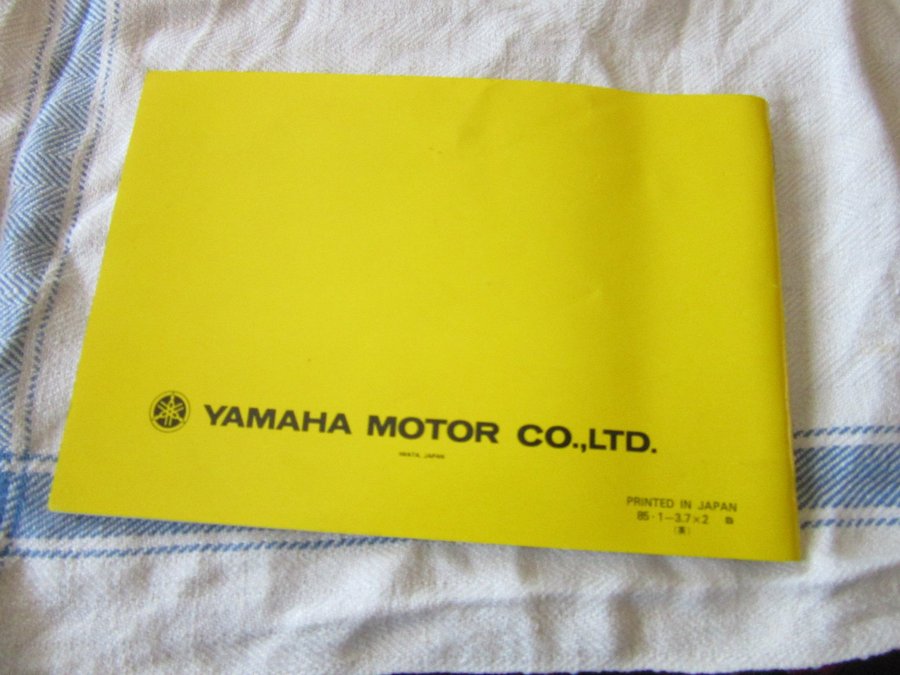 YAMAHA MOTOR CO.,LTD.
IWATA, JAPAN
PRINTED IN JAPAN
85・1—3.7×2